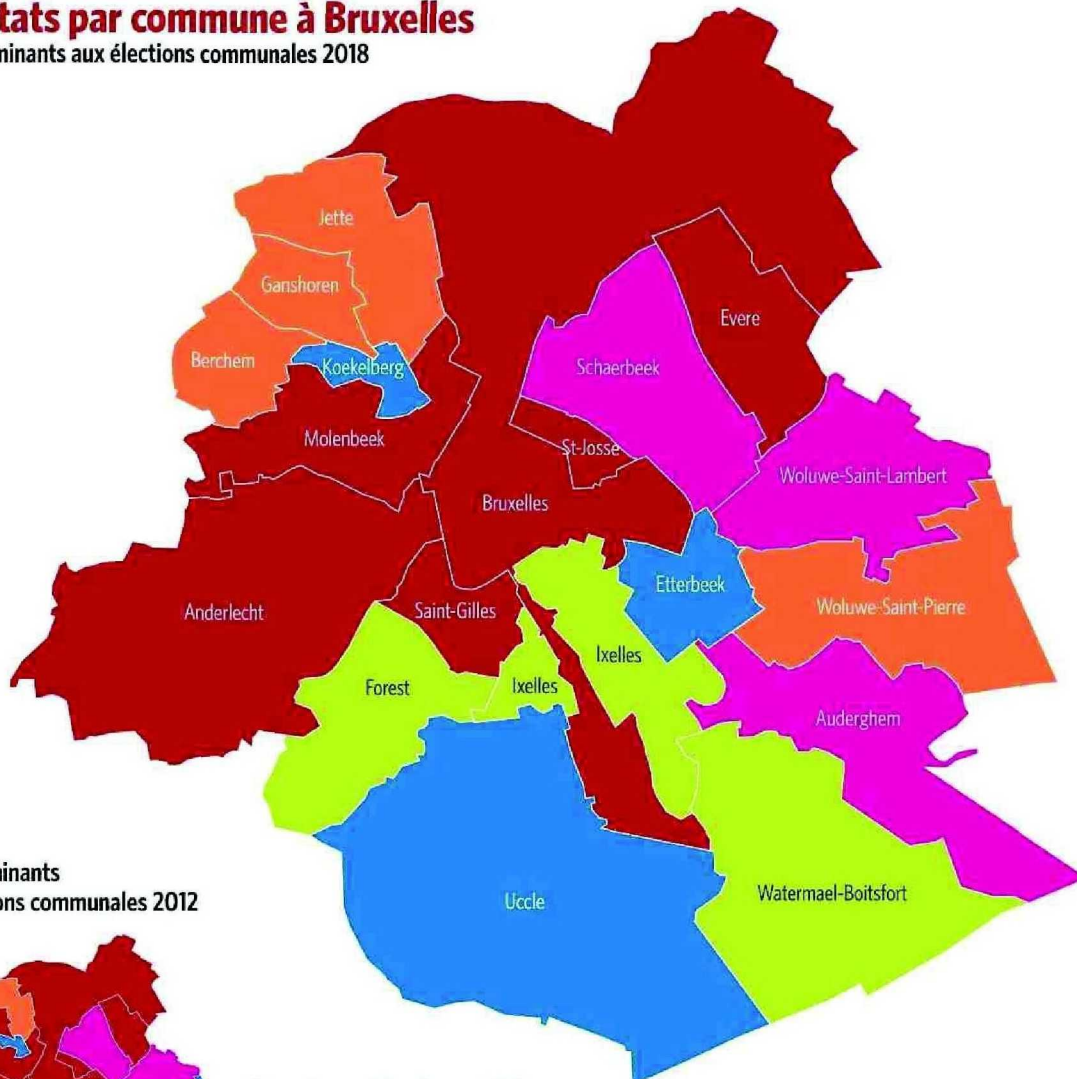 tats par commune à Bruxelles
minants aux élections communales 2018
Jette
Ganshoren
Evere
Berchem
Koekelberg
Schaerbeek
Molenbeek
St-Josse
Woluwe-Saint-Lambert
Bruxelles
Etterbeek
Anderlecht
Saint-Gilles
Woluwe-Saint-Pierre
Ixelles
Forest
Ixelles
Auderghem
inants
ons communales 2012
Watermael-Boitsfort
Uccle